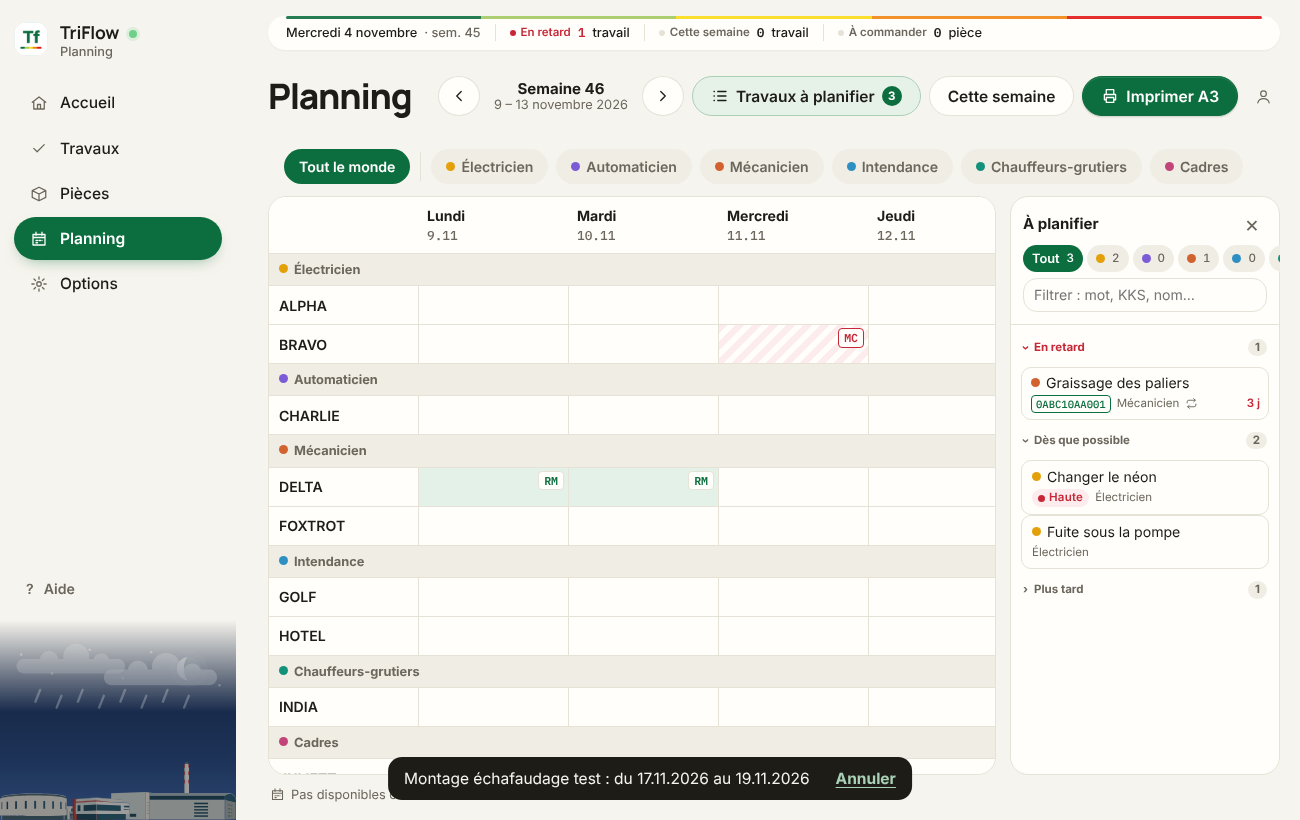 Tf
TriFlow
Planning
Accueil
Travaux
Pièces
Planning
Options
? Aide
Mercredi 4 novembre · sem. 45
En retard 1 travail
Cette semaine 0 travail
À commander 0 pièce
Planning
Semaine 46
9 – 13 novembre 2026
Travaux à planifier 3
Cette semaine
Imprimer A3
Tout le monde
Électricien
Automaticien
Mécanicien
Intendance
Chauffeurs-grutiers
Cadres
Lundi Mardi Mercredi Jeudi
9.11 10.11 11.11 12.11
Électricien
ALPHA
BRAVO MC
Automaticien
CHARLIE
Mécanicien
DELTA RM RM
FOXTROT
Intendance
GOLF
HOTEL
Chauffeurs-grutiers
INDIA
Cadres
Pas disponibles
Montage échafaudage test : du 17.11.2026 au 19.11.2026 Annuler
À planifier
Tout 3 2 0 1 0
Filtrer : mot, KKS, nom...
En retard 1
Graissage des paliers
0ABC10AA001 Mécanicien 3 j
Dès que possible 2
Changer le néon
Haute Électricien
Fuite sous la pompe
Électricien
Plus tard 1